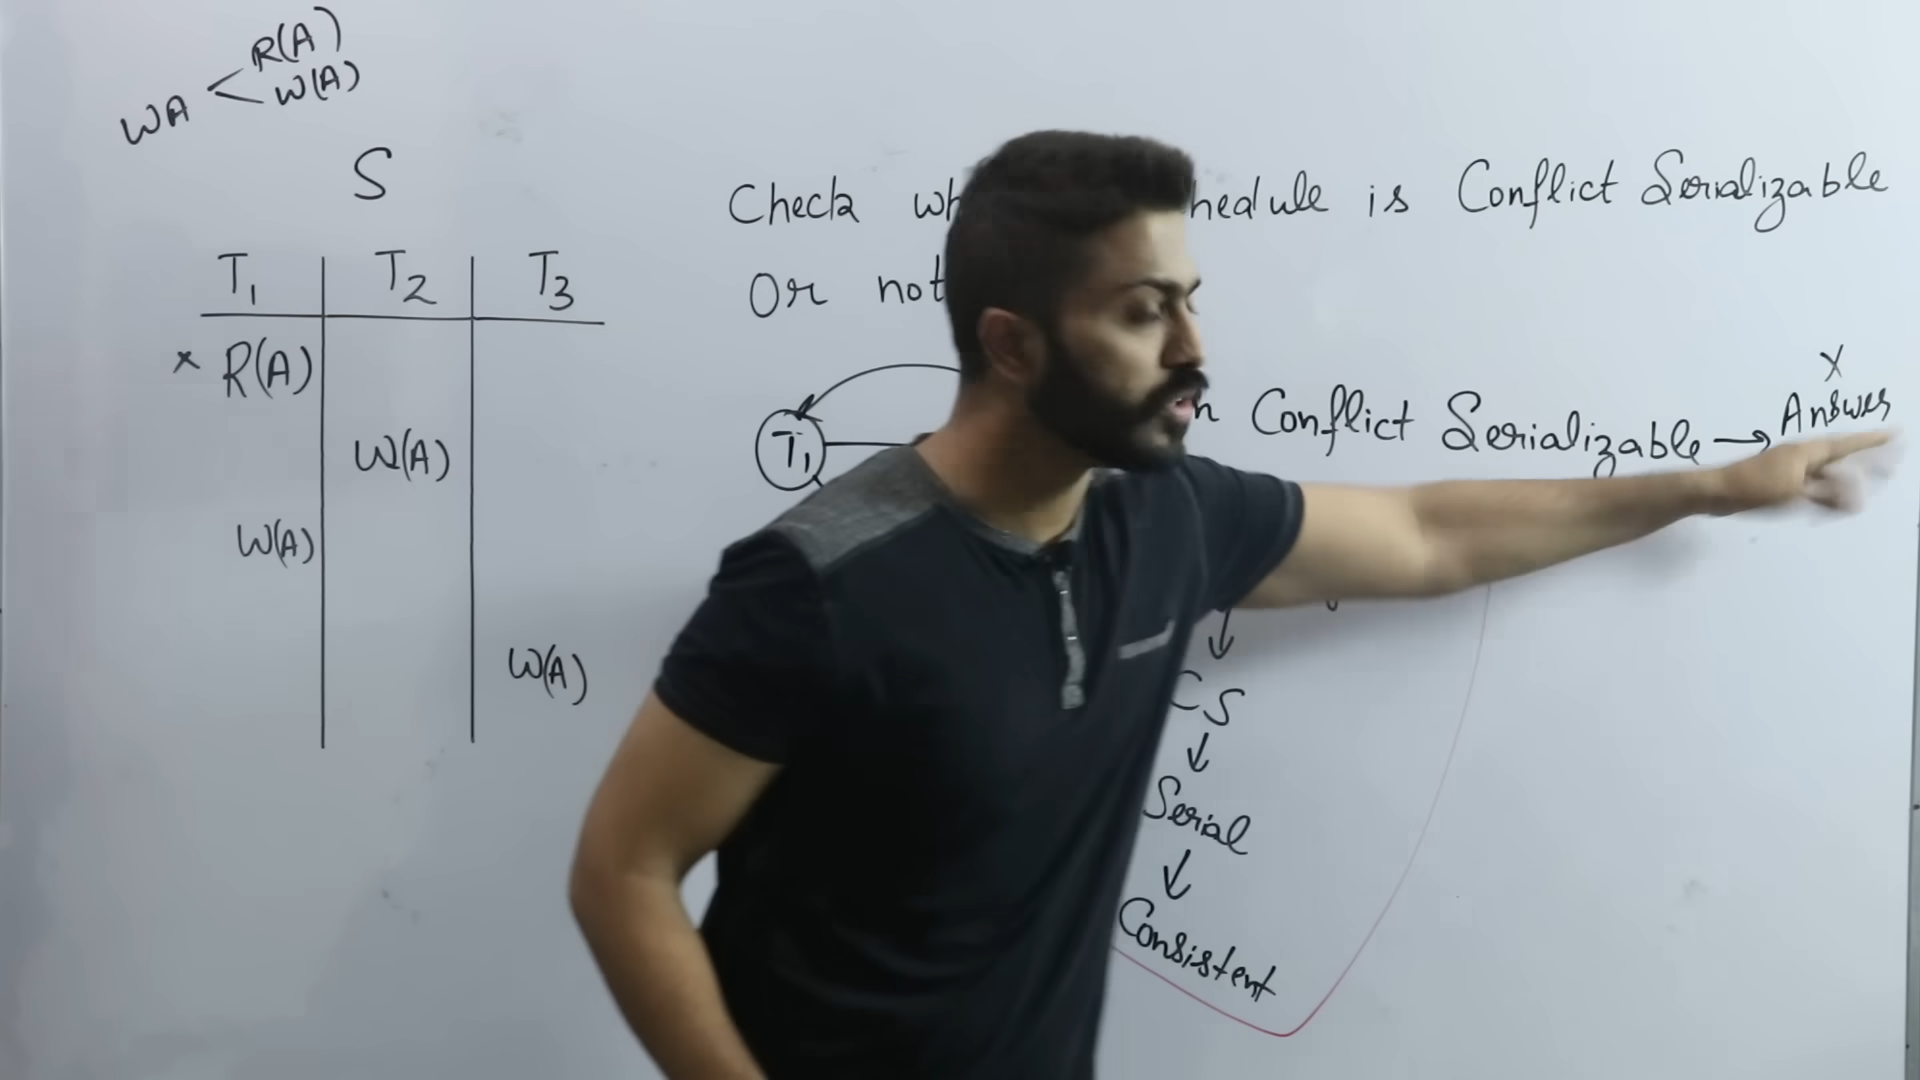 WA < R(A)
W(A)
S
T1 T2 T3
x R(A)
W(A)
W(A)
W(A)
Check wh hedule is Conflict Serializable
Or not
T1
n Conflict Serializable → Answer
x
↓
CS
↓
Serial
↓
Consistent